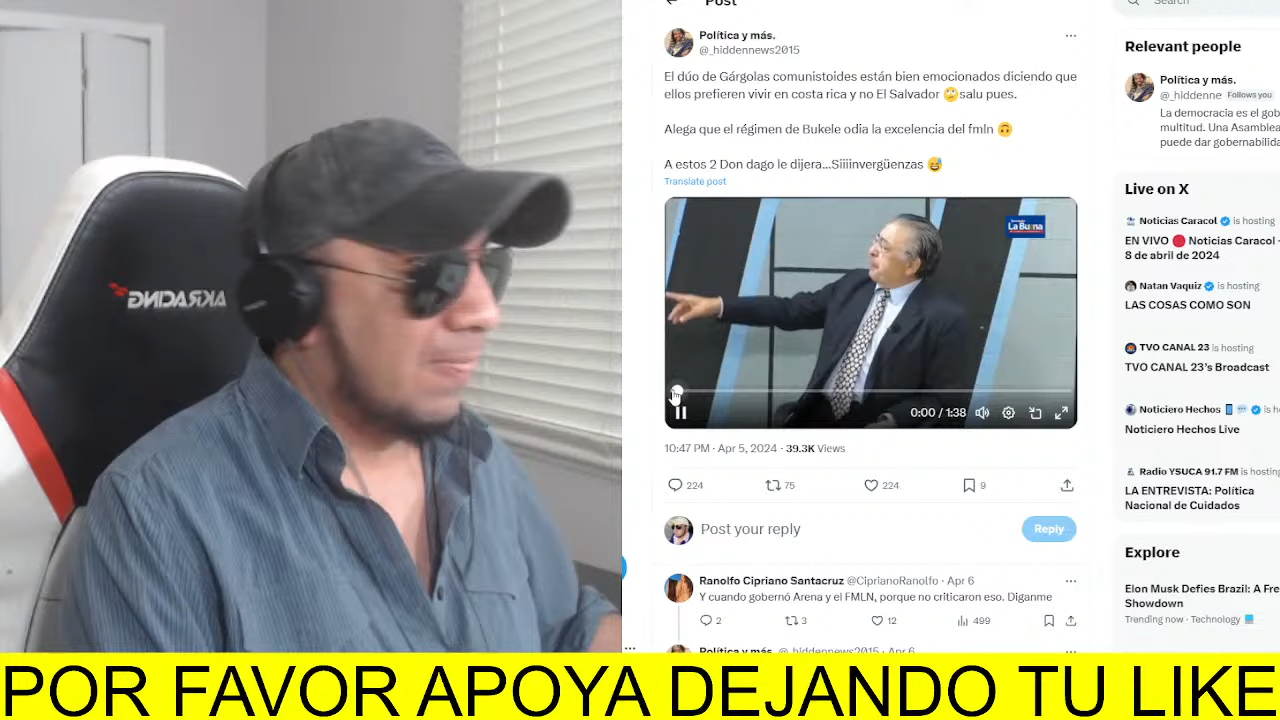 Post
Search
Política y más.
@_hiddennews2015
El dúo de Gárgolas comunistoides están bien emocionados diciendo que
ellos prefieren vivir en costa rica y no El Salvador 🙄salu pues.
Alega que el régimen de Bukele odia la excelencia del fmln 🙃
A estos 2 Don dago le dijera...Siiiinvergüenzas 😅
Translate post
La Buena
0:00 / 1:38
10:47 PM · Apr 5, 2024 · 39.3K Views
224
75
224
9
Post your reply
Reply
Ranolfo Cipriano Santacruz @CiprianoRanolfo · Apr 6
Y cuando gobernó Arena y el FMLN, porque no criticaron eso. Diganme
2
3
12
499
Política y más. @_hiddennews2015 · Apr 6
Relevant people
Política y más.
@_hiddenne Follows you
La democracia es el gob
multitud. Una Asamblea
puede dar gobernabilida
Live on X
Noticias Caracol is hosting
EN VIVO 🔴 Noticias Caracol -
8 de abril de 2024
Natan Vaquiz is hosting
LAS COSAS COMO SON
TVO CANAL 23 is hosting
TVO CANAL 23's Broadcast
Noticiero Hechos is h
Noticiero Hechos Live
Radio YSUCA 91.7 FM is hosting
LA ENTREVISTA: Política
Nacional de Cuidados
Explore
Elon Musk Defies Brazil: A Fre
Showdown
Trending now · Technology
AKRACING
POR FAVOR APOYA DEJANDO TU LIKE